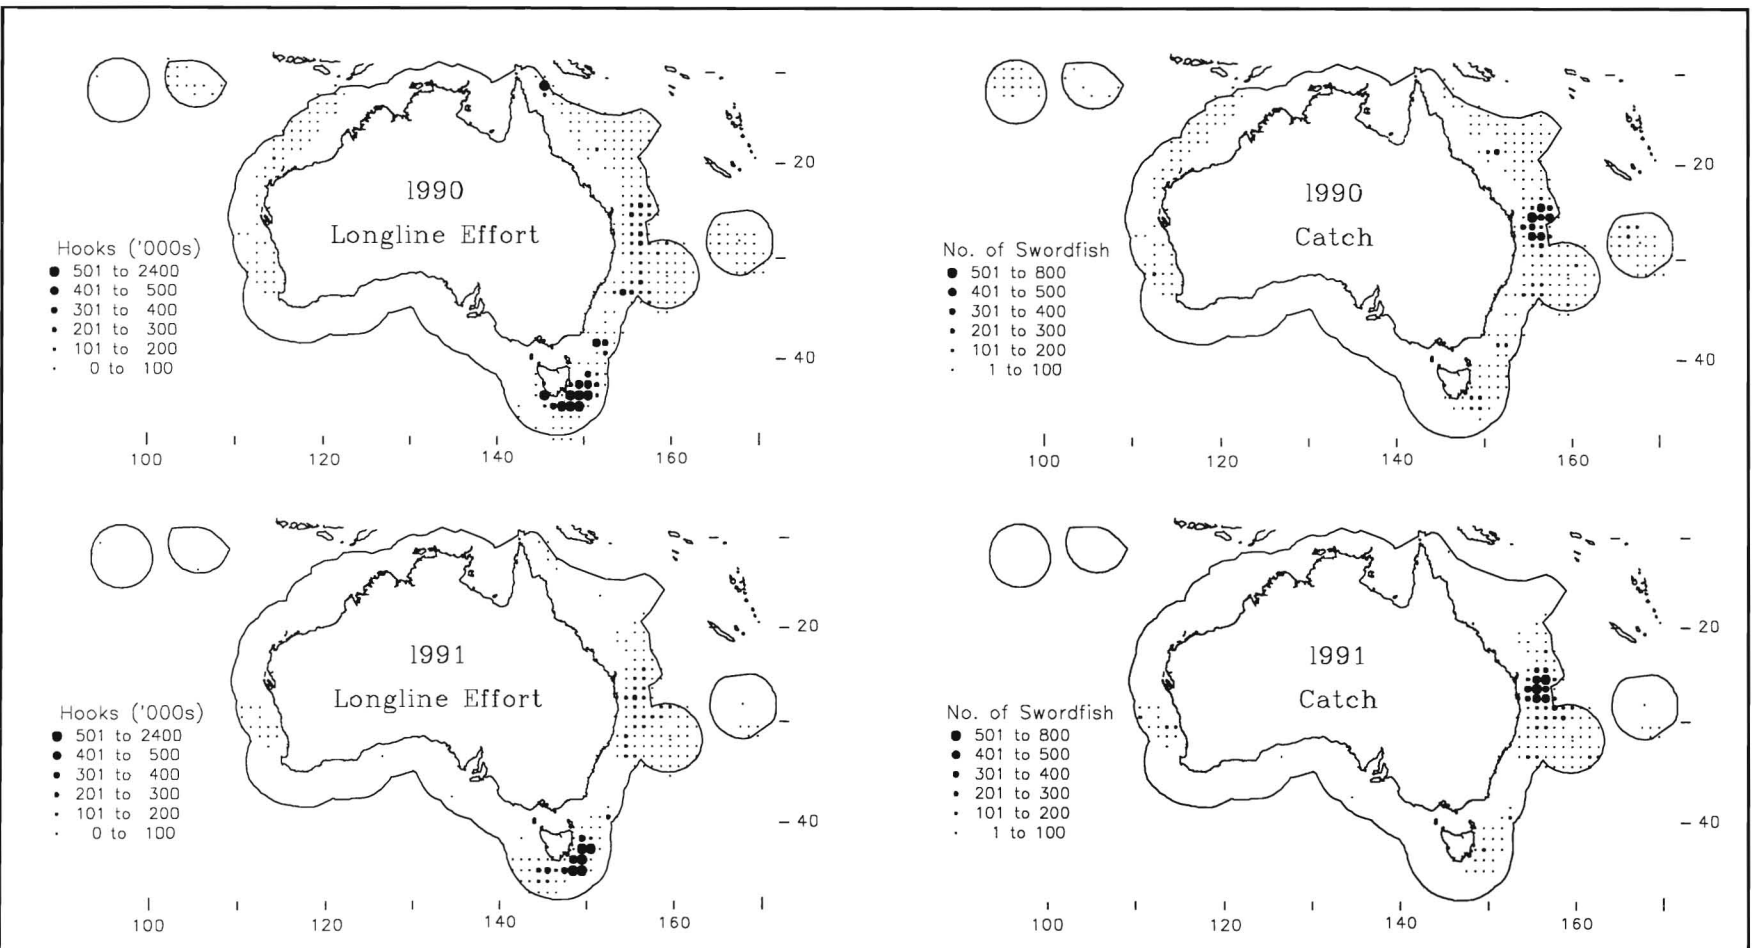 1990
Longline Effort
Hooks ('000s)
501 to 2400
401 to 500
301 to 400
201 to 300
101 to 200
0 to 100
– 20
– 40
100 120 140 160
1990
Catch
No. of Swordfish
501 to 800
401 to 500
301 to 400
201 to 300
101 to 200
1 to 100
– 20
– 40
100 120 140 160
1991
Longline Effort
Hooks ('000s)
501 to 2400
401 to 500
301 to 400
201 to 300
101 to 200
0 to 100
– 20
– 40
100 120 140 160
1991
Catch
No. of Swordfish
501 to 800
401 to 500
301 to 400
201 to 300
101 to 200
1 to 100
– 20
– 40
100 120 140 160